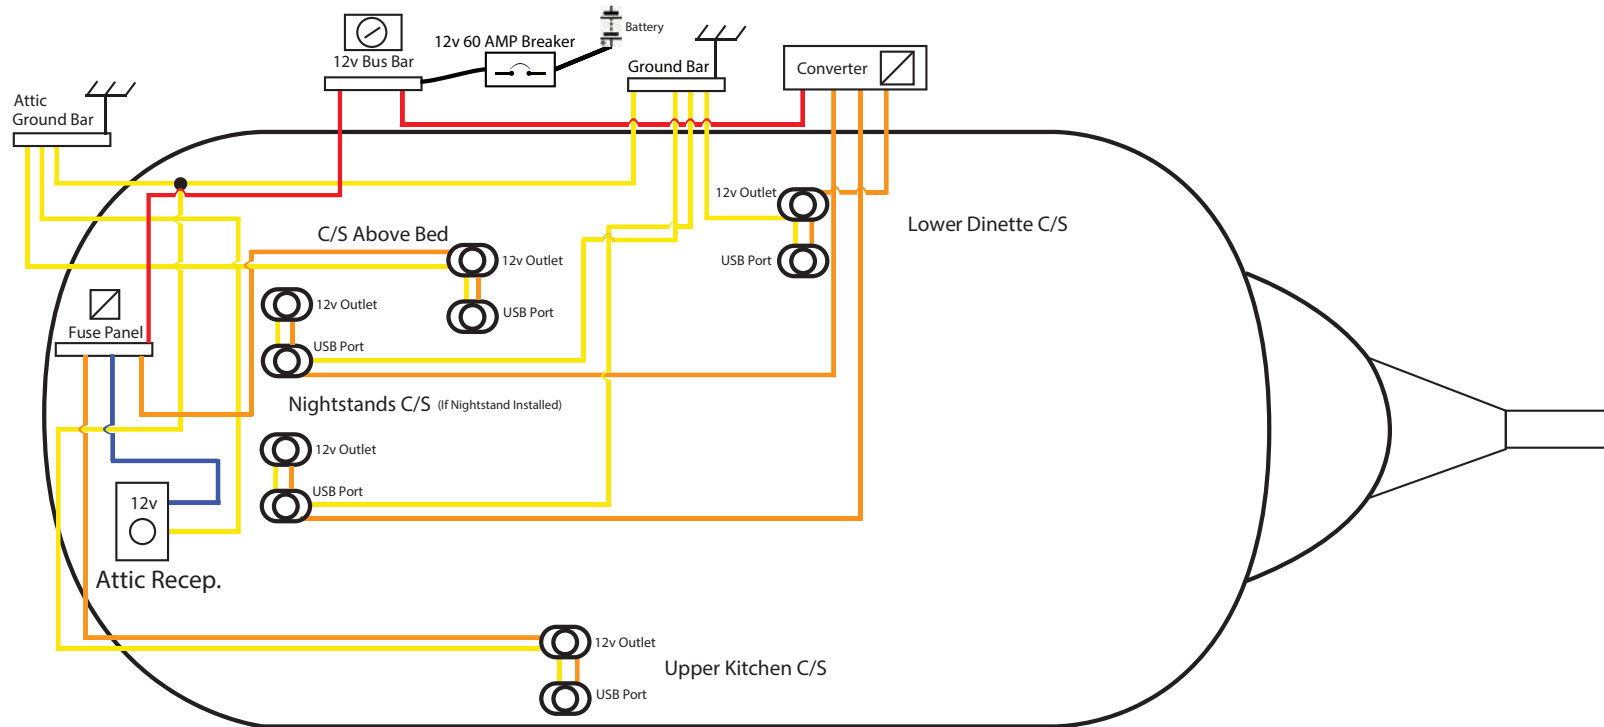 Battery
12v 60 AMP Breaker
12v Bus Bar
Ground Bar
Converter
Attic
Ground Bar
12v Outlet
Lower Dinette C/S
C/S Above Bed
12v Outlet
USB Port
12v Outlet
USB Port
Fuse Panel
USB Port
Nightstands C/S (If Nightstand Installed)
12v Outlet
USB Port
12v
Attic Recep.
12v Outlet
Upper Kitchen C/S
USB Port